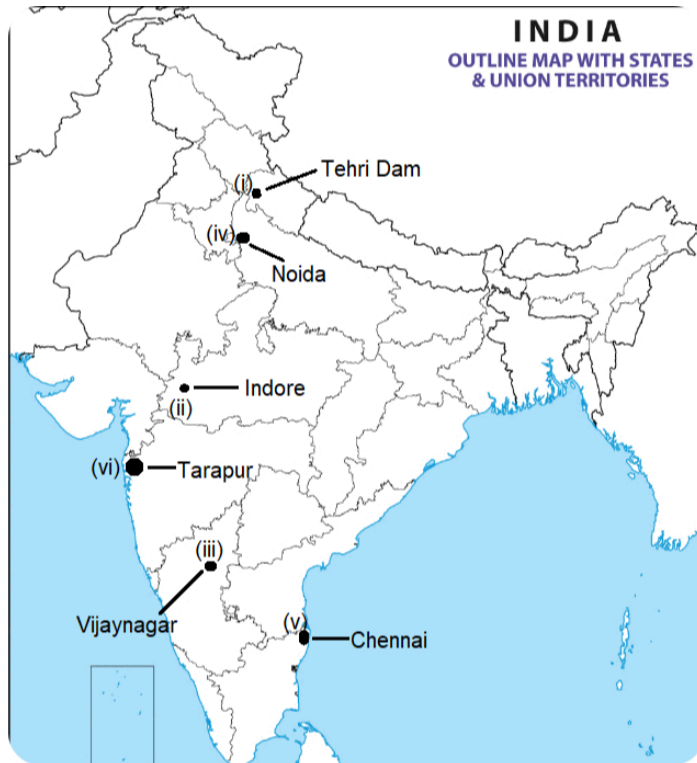 INDIA
OUTLINE MAP WITH STATES
& UNION TERRITORIES
(i)
Tehri Dam
(iv)
Noida
Indore
(ii)
(vi)
Tarapur
(iii)
Vijaynagar
(v)
Chennai